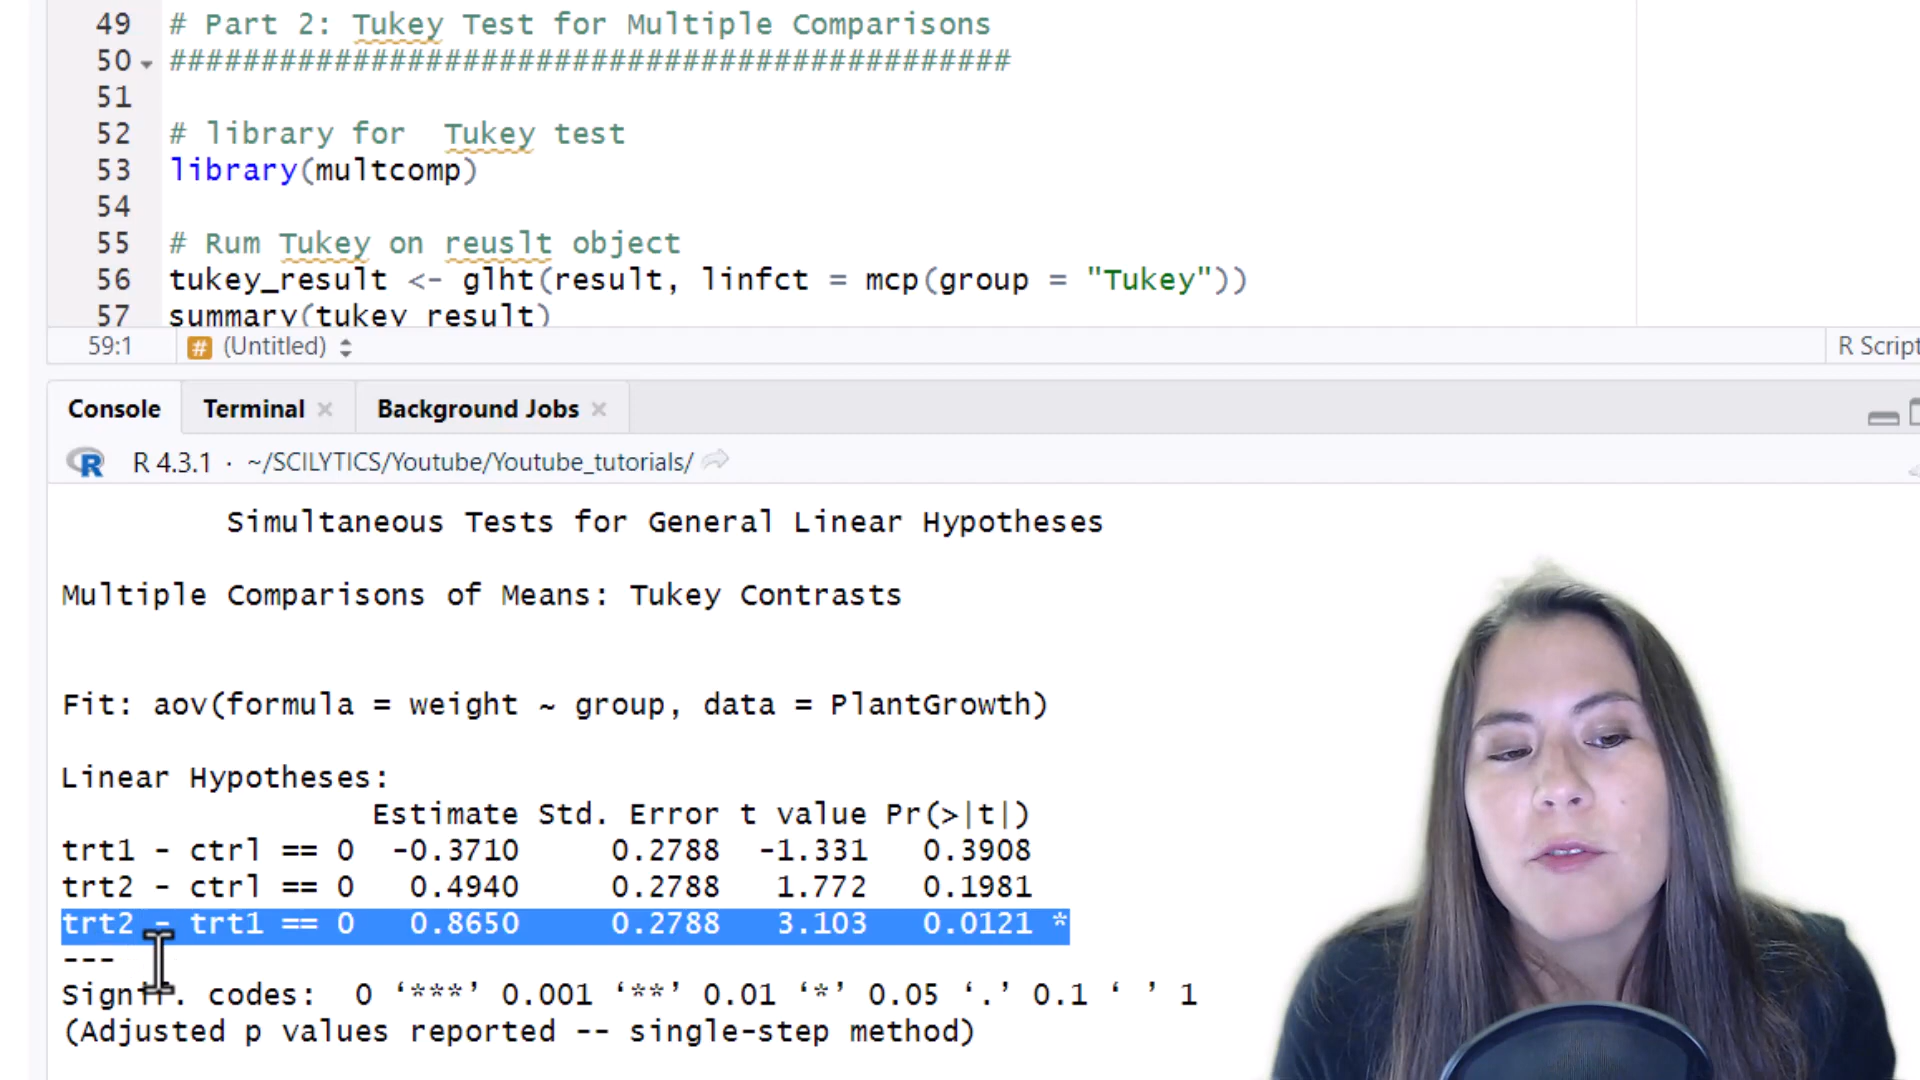 49 # Part 2: Tukey Test for Multiple Comparisons
50 ##############################################
51
52 # library for  Tukey test
53 library(multcomp)
54
55 # Rum Tukey on reuslt object
56 tukey_result <- glht(result, linfct = mcp(group = "Tukey"))
57 summary(tukey_result)
59:1 # (Untitled) R Script
Console Terminal Background Jobs
R R 4.3.1 · ~/SCILYTICS/Youtube/Youtube_tutorials/
Simultaneous Tests for General Linear Hypotheses
Multiple Comparisons of Means: Tukey Contrasts
Fit: aov(formula = weight ~ group, data = PlantGrowth)
Linear Hypotheses:
Estimate Std. Error t value Pr(>|t|)
trt1 - ctrl == 0 -0.3710 0.2788 -1.331 0.3908
trt2 - ctrl == 0 0.4940 0.2788 1.772 0.1981
trt2 - trt1 == 0 0.8650 0.2788 3.103 0.0121 *
---
Signif. codes: 0 ‘***’ 0.001 ‘**’ 0.01 ‘*’ 0.05 ‘.’ 0.1 ‘ ’ 1
(Adjusted p values reported -- single-step method)